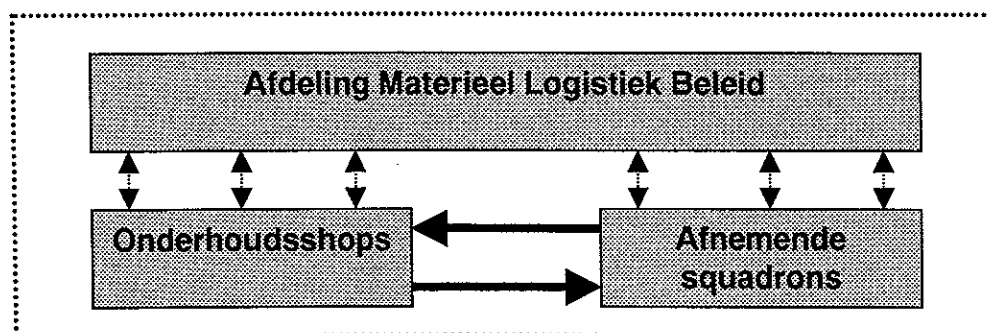 Afdeling Materieel Logistiek Beleid
Onderhoudsshops
Afnemende
squadrons